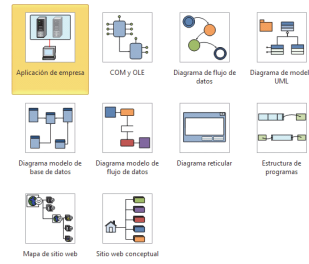 Aplicación de empresa
COM y OLE
Diagrama de flujo de
datos
Diagrama de model
UML
Diagrama modelo de
base de datos
Diagrama modelo de
flujo de datos
Diagrama reticular
Estructura de
programas
Mapa de sitio web
Sitio web conceptual